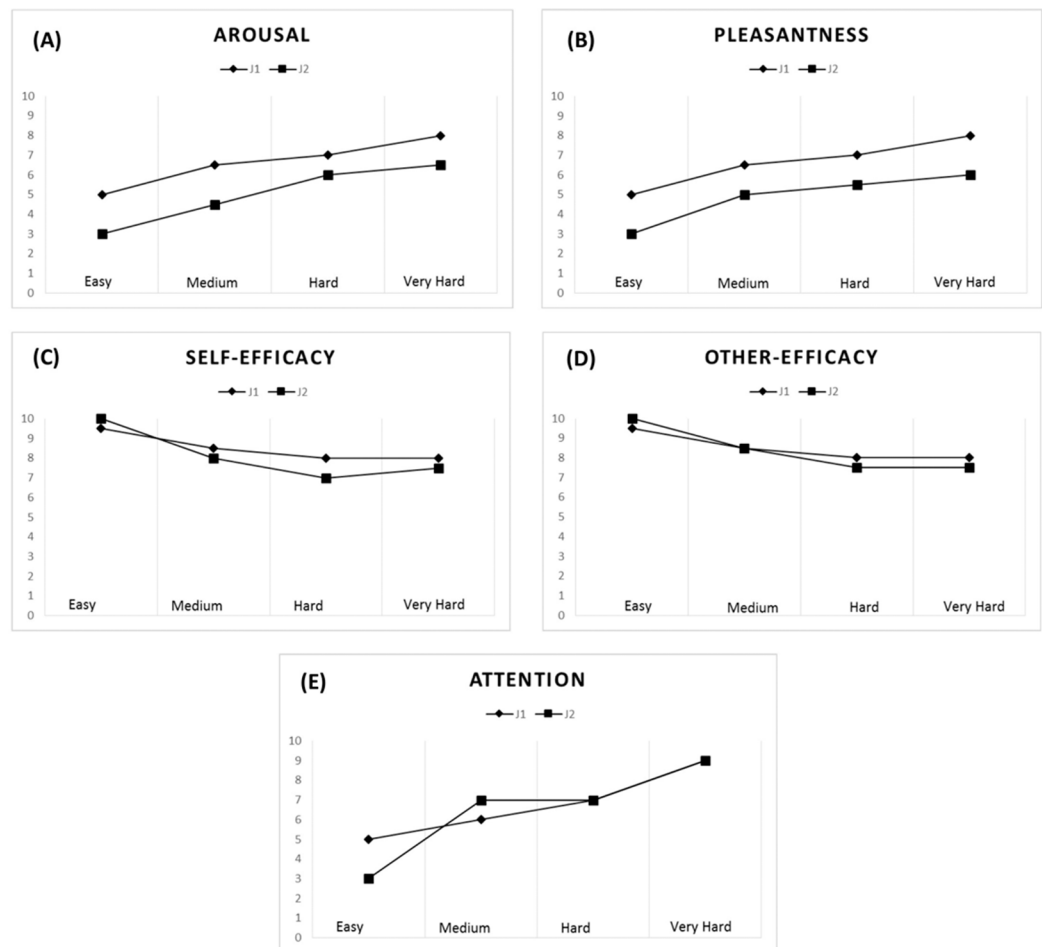 (A)
AROUSAL
J1 J2
10
9
8
7
6
5
4
3
2
1
0
Easy Medium Hard Very Hard
(B)
PLEASANTNESS
J1 J2
10
9
8
7
6
5
4
3
2
1
0
Easy Medium Hard Very Hard
(C)
SELF-EFFICACY
J1 J2
10
9
8
7
6
5
4
3
2
1
0
Easy Medium Hard Very Hard
(D)
OTHER-EFFICACY
J1 J2
10
9
8
7
6
5
4
3
2
1
0
Easy Medium Hard Very Hard
(E)
ATTENTION
J1 J2
10
9
8
7
6
5
4
3
2
1
0
Easy Medium Hard Very Hard